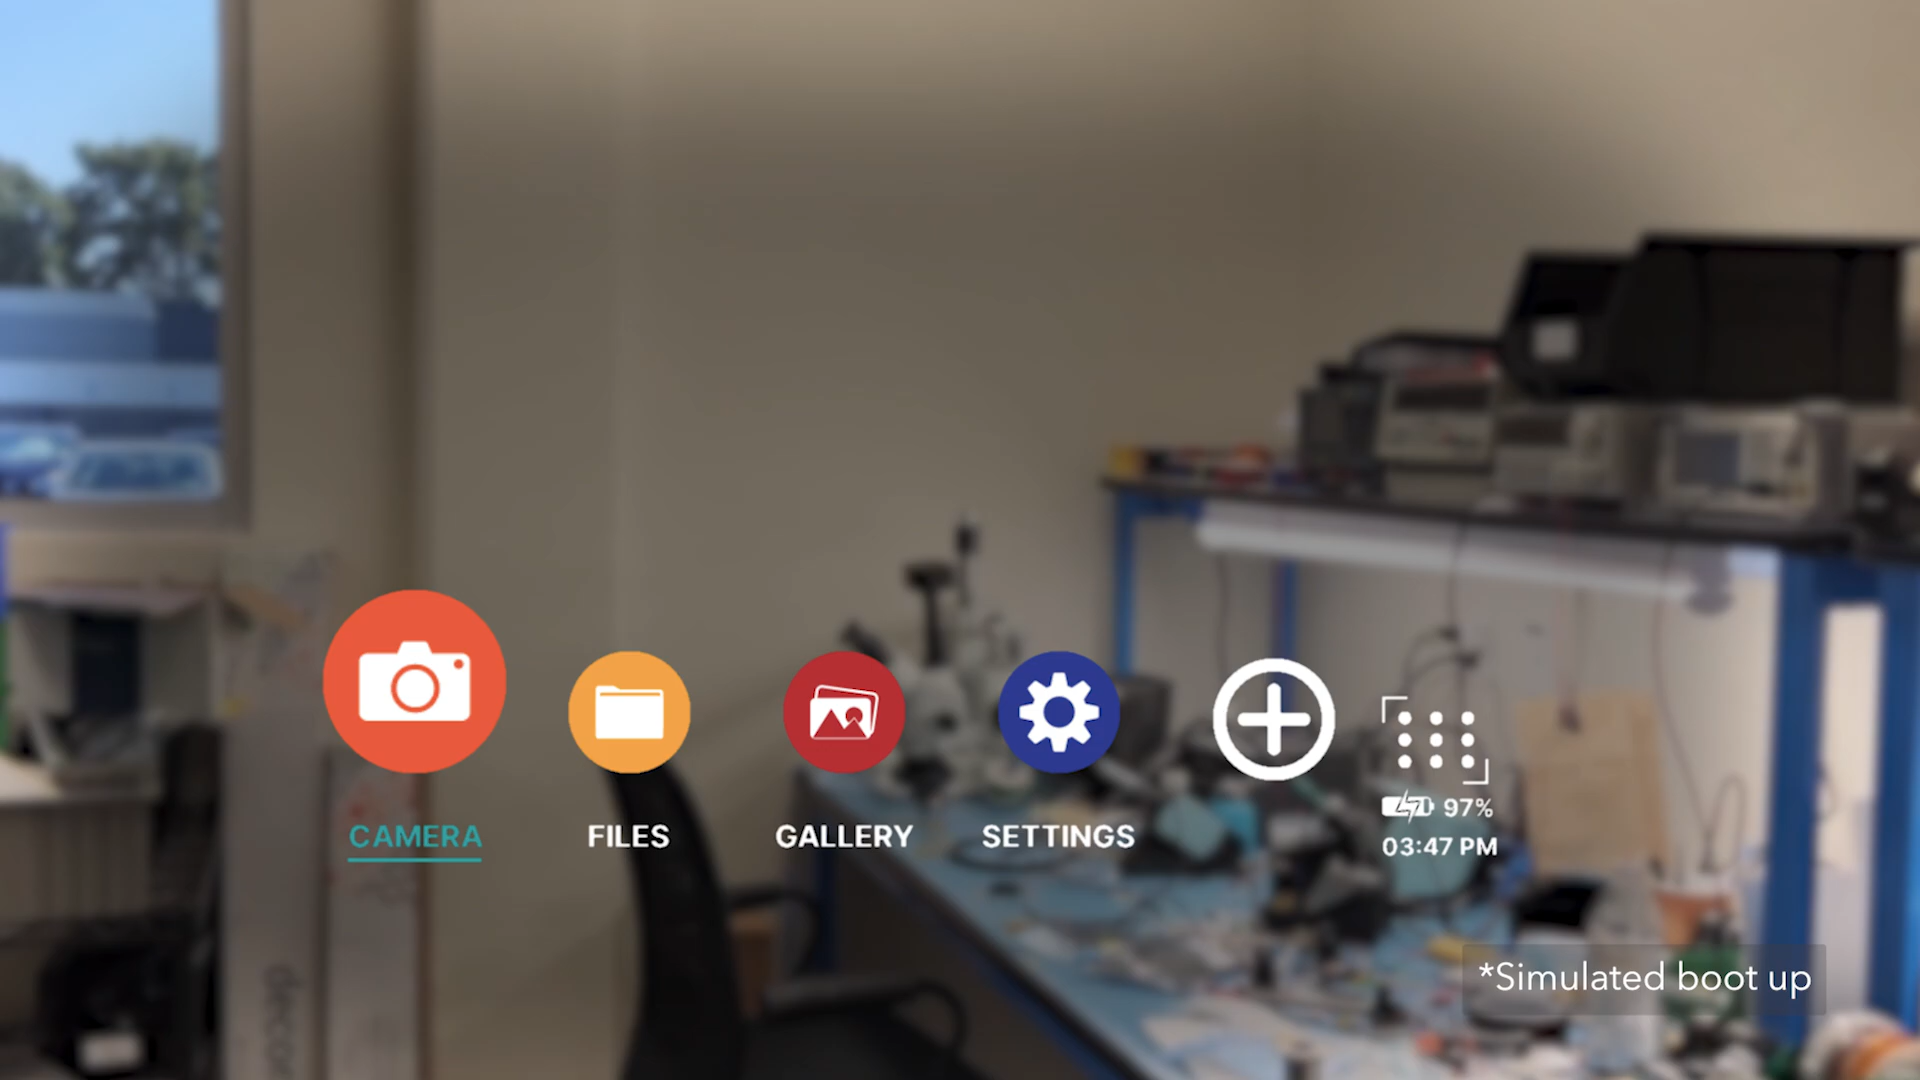 CAMERA
FILES
GALLERY
SETTINGS
97%
03:47 PM
*Simulated boot up